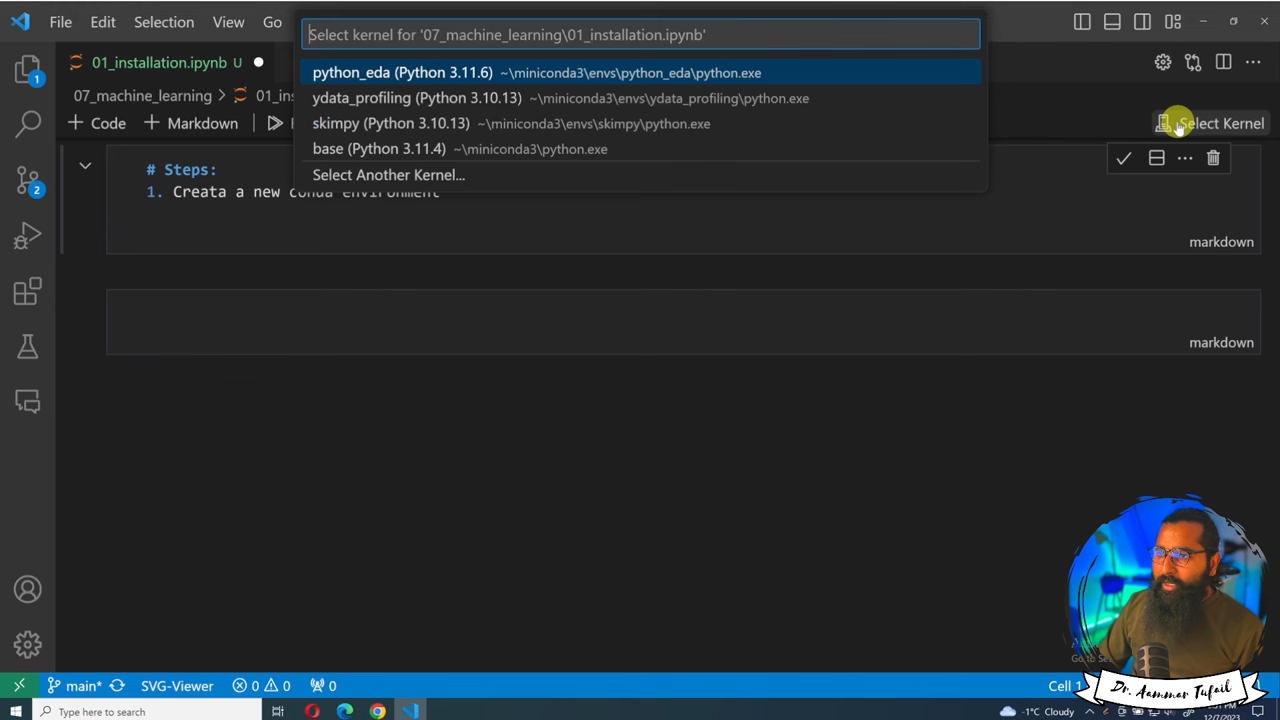 File Edit Selection View Go
Select kernel for '07_machine_learning\01_installation.ipynb'
01_installation.ipynb U
python_eda (Python 3.11.6) ~\miniconda3\envs\python_eda\python.exe
07_machine_learning > 01_ins
ydata_profiling (Python 3.10.13) ~\miniconda3\envs\ydata_profiling\python.exe
+ Code + Markdown
skimpy (Python 3.10.13) ~\miniconda3\envs\skimpy\python.exe
Select Kernel
base (Python 3.11.4) ~\miniconda3\python.exe
Select Another Kernel...
# Steps:
1. Creata a new conda environment
markdown
markdown
1
2
main* SVG-Viewer 0 0 0
Cell 1
Dr. Aammar Tufail
Type here to search
-1°C Cloudy
12/7/2023